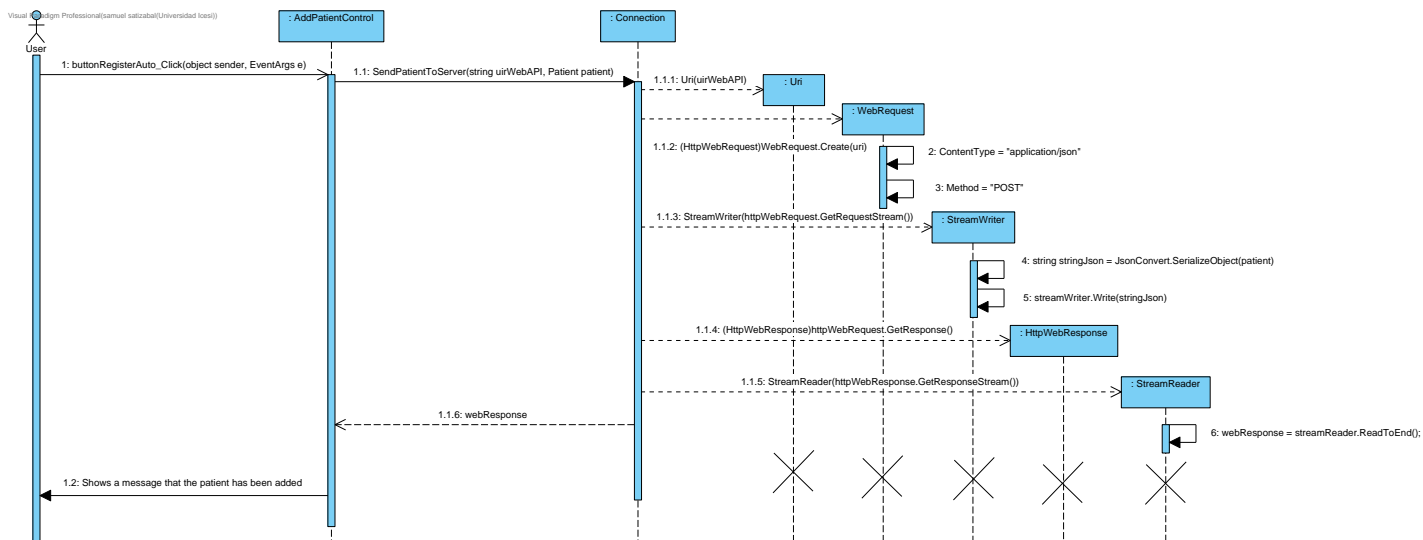 Visual Paradigm Professional(samuel satizabal(Universidad Icesi))
User
: AddPatientControl
: Connection
1: buttonRegisterAuto_Click(object sender, EventArgs e)
1.1: SendPatientToServer(string uirWebAPI, Patient patient)
1.1.1: Uri(uirWebAPI)
: Uri
: WebRequest
1.1.2: (HttpWebRequest)WebRequest.Create(uri)
2: ContentType = "application/json"
3: Method = "POST"
1.1.3: StreamWriter(httpWebRequest.GetRequestStream())
: StreamWriter
4: string stringJson = JsonConvert.SerializeObject(patient)
5: streamWriter.Write(stringJson)
1.1.4: (HttpWebResponse)httpWebRequest.GetResponse()
: HttpWebResponse
1.1.5: StreamReader(httpWebResponse.GetResponseStream())
: StreamReader
1.1.6: webResponse
6: webResponse = streamReader.ReadToEnd();
1.2: Shows a message that the patient has been added